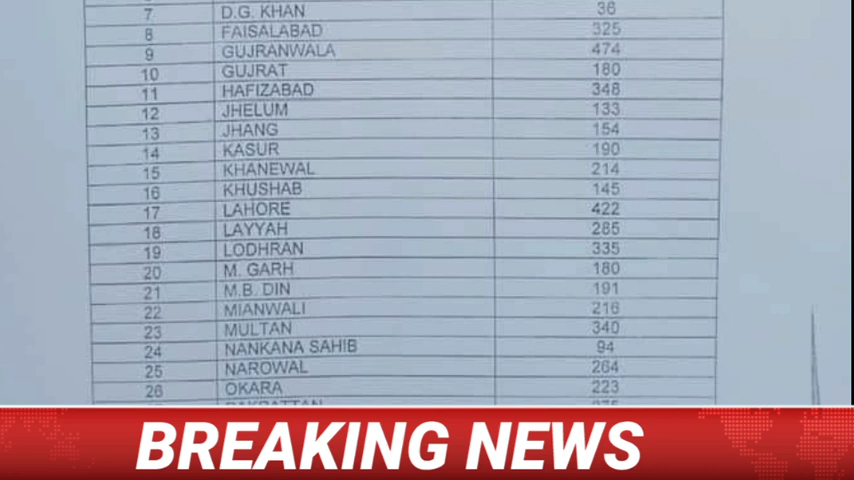 7 D.G. KHAN 36
8 FAISALABAD 325
9 GUJRANWALA 474
10 GUJRAT 180
11 HAFIZABAD 348
12 JHELUM 133
13 JHANG 154
14 KASUR 190
15 KHANEWAL 214
16 KHUSHAB 145
17 LAHORE 422
18 LAYYAH 285
19 LODHRAN 335
20 M. GARH 180
21 M.B. DIN 191
22 MIANWALI 216
23 MULTAN 340
24 NANKANA SAHIB 94
25 NAROWAL 264
26 OKARA 223
BREAKING NEWS